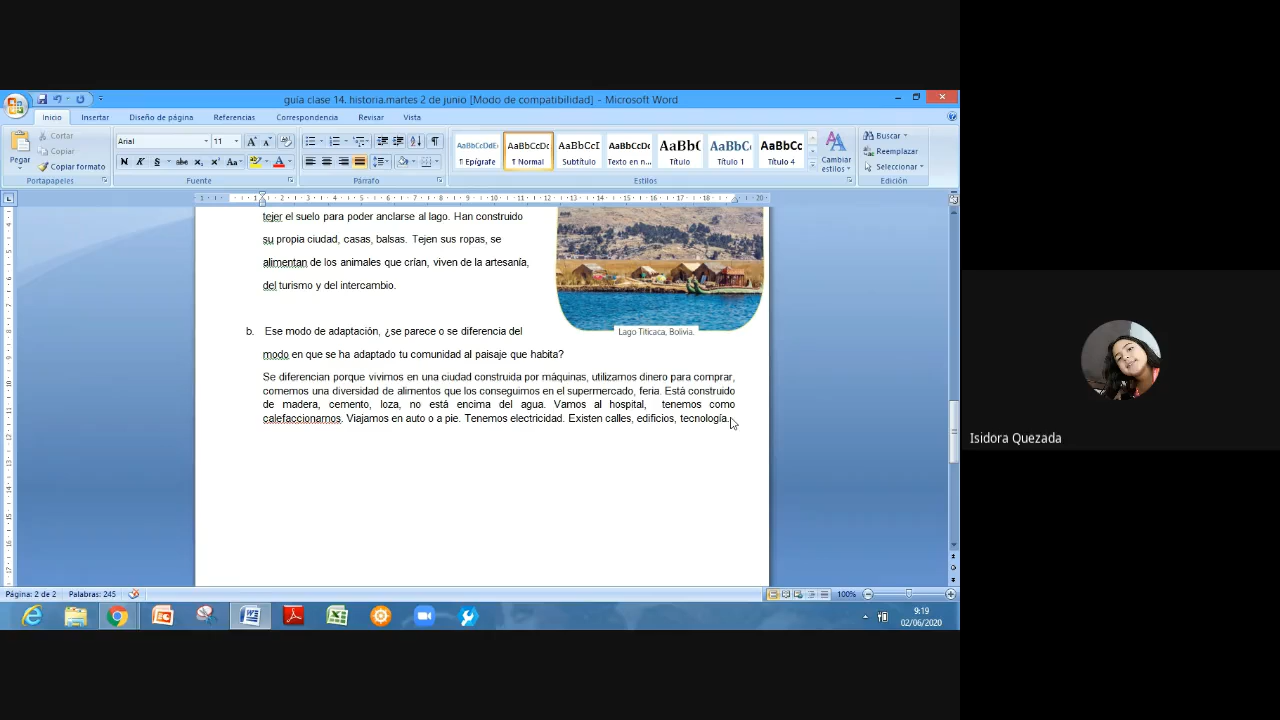 guía clase 14. historia.martes 2 de junio [Modo de compatibilidad] - Microsoft Word
Inicio Insertar Diseño de página Referencias Correspondencia Revisar Vista
Pegar
Cortar
Copiar
Copiar formato
Portapapeles
Arial 11
N K S abc x₂ x² Aa
Fuente
Párrafo
AaBbCcDdE AaBbCcDc AaBbCcI AaBbCcDc AaBb( AaBbC AaBbCc
¶ Epígrafe ¶ Normal Subtítulo Texto en n... Título Título 1 Título 4
Cambiar estilos
Estilos
Buscar
Reemplazar
Seleccionar
Edición
tejer el suelo para poder anclarse al lago. Han construido
su propia ciudad, casas, balsas. Tejen sus ropas, se
alimentan de los animales que crían, viven de la artesanía,
del turismo y del intercambio.
Lago Titicaca, Bolivia.
b. Ese modo de adaptación, ¿se parece o se diferencia del
modo en que se ha adaptado tu comunidad al paisaje que habita?
Se diferencian porque vivimos en una ciudad construida por máquinas, utilizamos dinero para comprar,
comemos una diversidad de alimentos que los conseguimos en el supermercado, feria. Está construido
de madera, cemento, loza, no está encima del agua. Vamos al hospital, tenemos como
calefaccionarnos. Viajamos en auto o a pie. Tenemos electricidad. Existen calles, edificios, tecnología.
Página: 2 de 2 Palabras: 245 100%
9:19
02/06/2020
Isidora Quezada